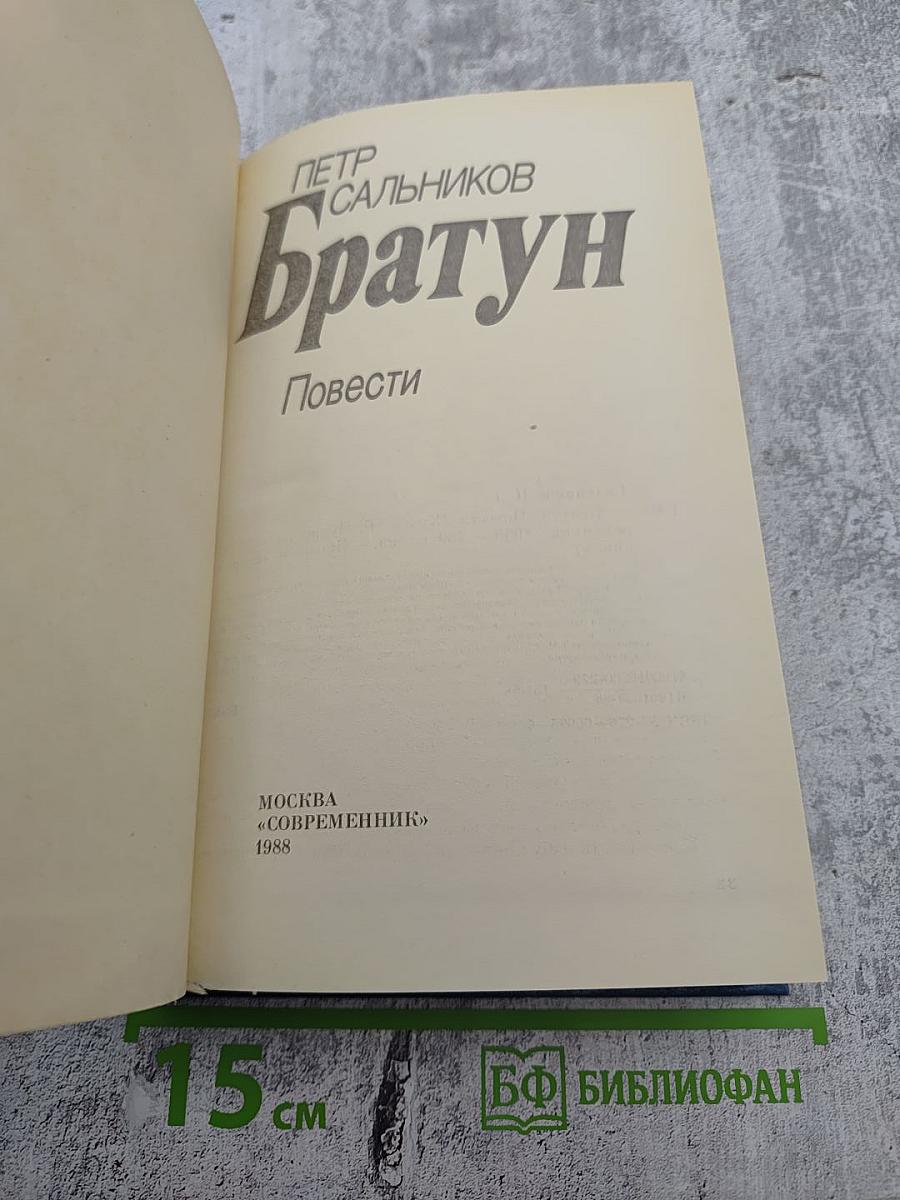 ПЕТР
САЛЬНИКОВ
Братун
Повести
МОСКВА
«СОВРЕМЕННИК»
1988
15 см
БФ БИБЛИОФАН